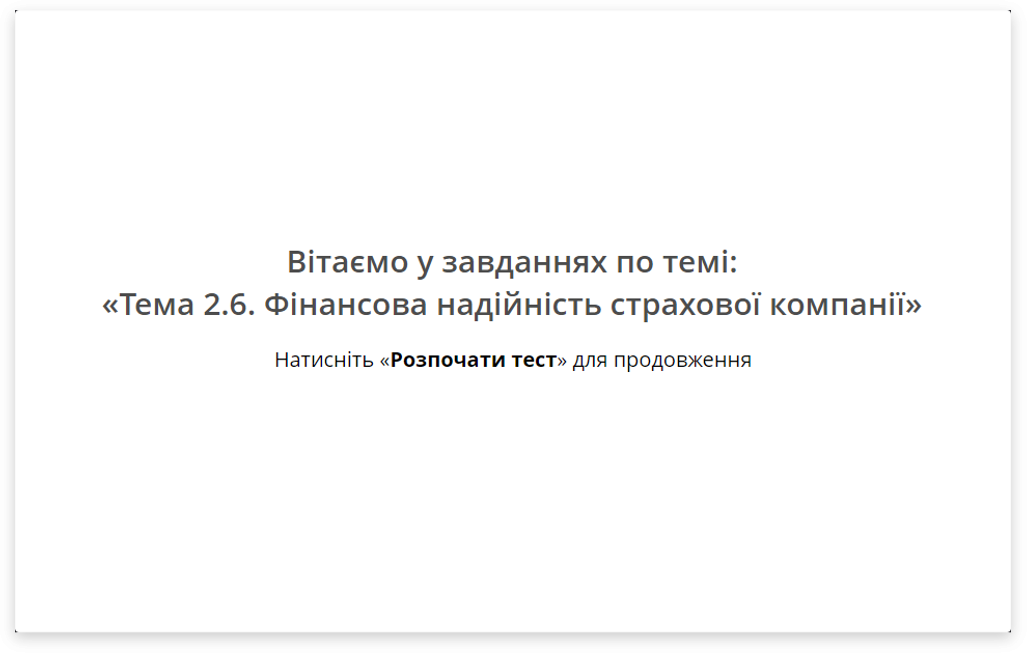 Вітаємо у завданнях по темі:
«Тема 2.6. Фінансова надійність страхової компанії»
Натисніть «Розпочати тест» для продовження